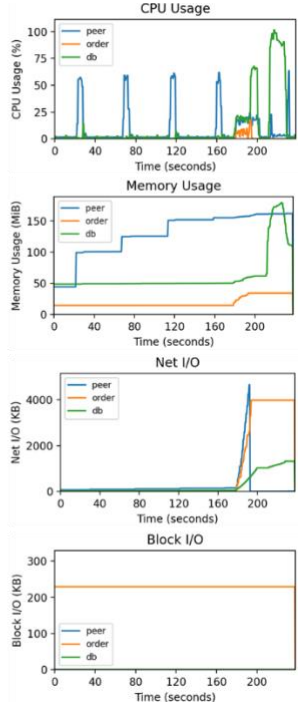 CPU Usage
CPU Usage (%)
100
75
50
25
0
peer
order
db
0 40 80 120 160 200
Time (seconds)
Memory Usage
Memory Usage (MiB)
150
100
50
0
peer
order
db
0 40 80 120 160 200
Time (seconds)
Net I/O
Net I/O (KB)
4000
2000
0
peer
order
db
0 40 80 120 160 200
Time (seconds)
Block I/O
Block I/O (KB)
300
200
100
0
peer
order
db
0 40 80 120 160 200
Time (seconds)